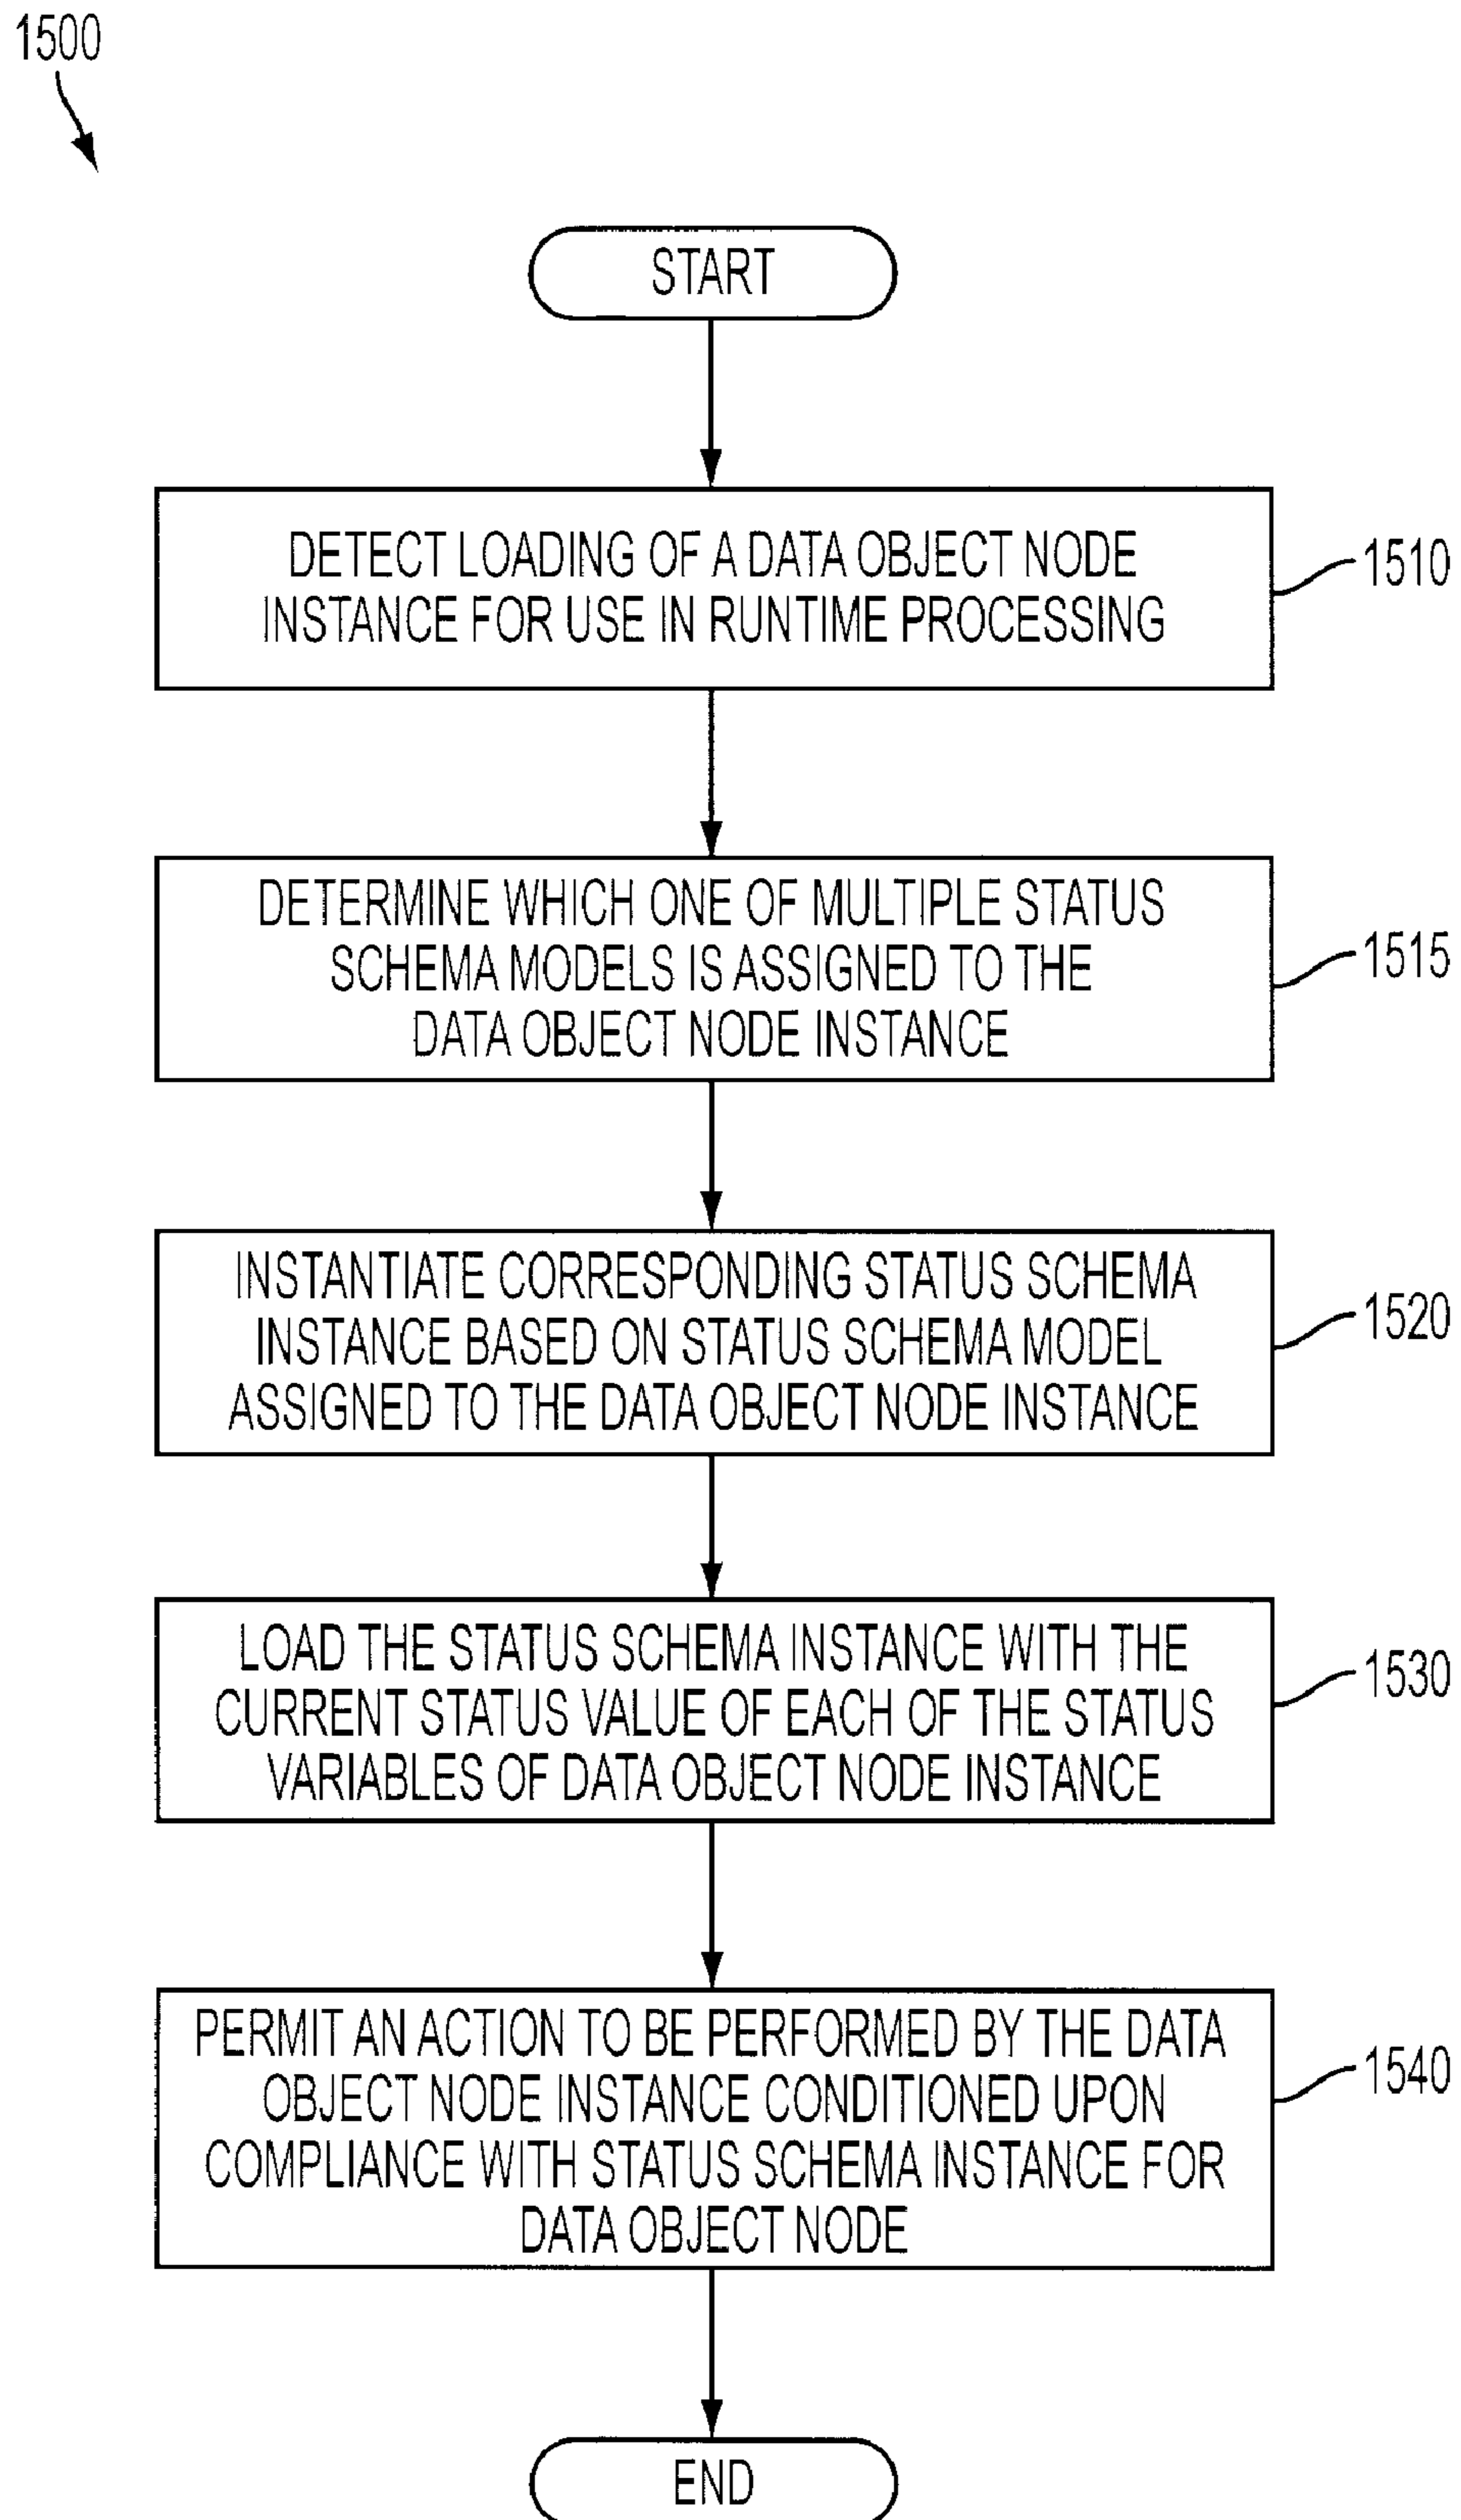 1500
START
DETECT LOADING OF A DATA OBJECT NODE
INSTANCE FOR USE IN RUNTIME PROCESSING
1510
DETERMINE WHICH ONE OF MULTIPLE STATUS
SCHEMA MODELS IS ASSIGNED TO THE
DATA OBJECT NODE INSTANCE
1515
INSTANTIATE CORRESPONDING STATUS SCHEMA
INSTANCE BASED ON STATUS SCHEMA MODEL
ASSIGNED TO THE DATA OBJECT NODE INSTANCE
1520
LOAD THE STATUS SCHEMA INSTANCE WITH THE
CURRENT STATUS VALUE OF EACH OF THE STATUS
VARIABLES OF DATA OBJECT NODE INSTANCE
1530
PERMIT AN ACTION TO BE PERFORMED BY THE DATA
OBJECT NODE INSTANCE CONDITIONED UPON
COMPLIANCE WITH STATUS SCHEMA INSTANCE FOR
DATA OBJECT NODE
1540
END